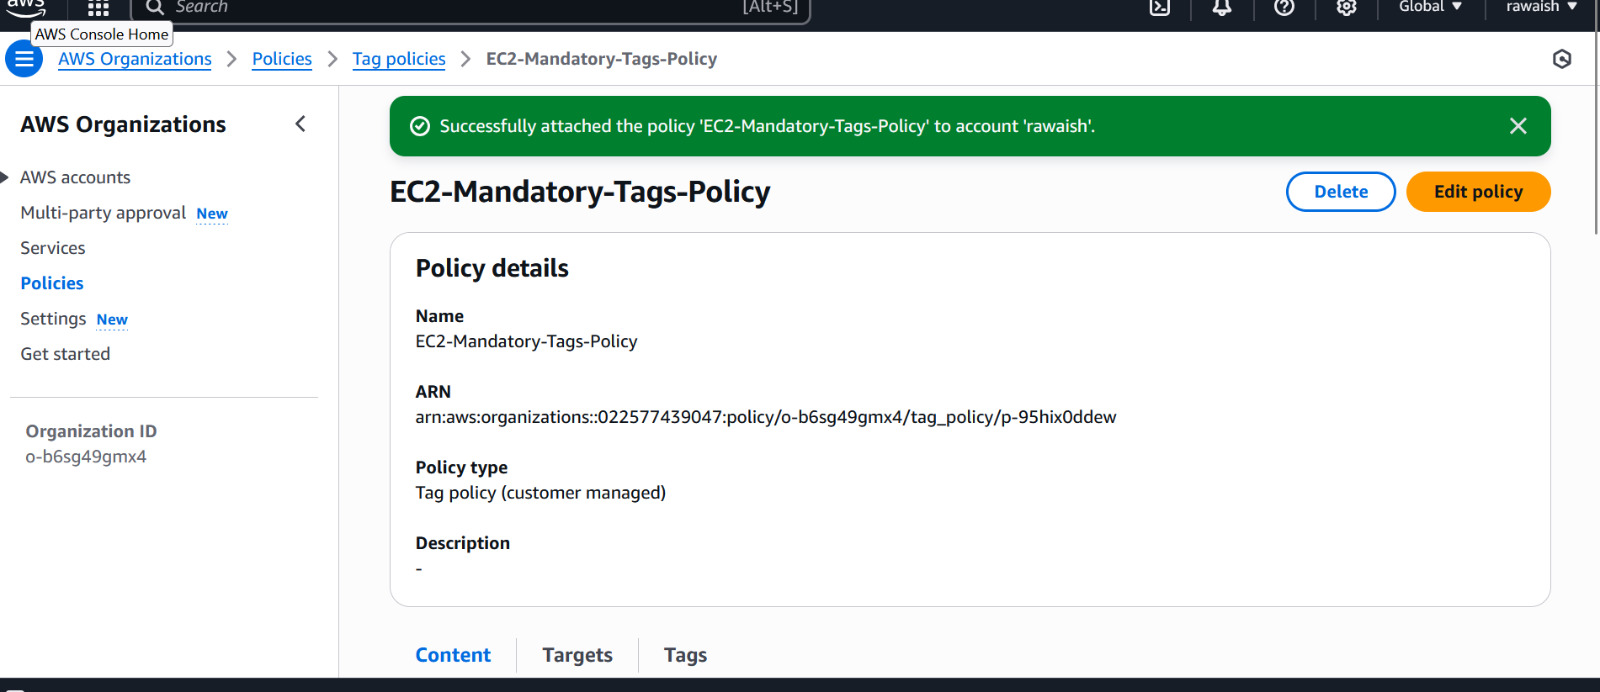 aws
Search
[Alt+S]
Global
rawaish
AWS Console Home
AWS Organizations > Policies > Tag policies > EC2-Mandatory-Tags-Policy
AWS Organizations
AWS accounts
Multi-party approval New
Services
Policies
Settings New
Get started
Organization ID
o-b6sg49gmx4
Successfully attached the policy 'EC2-Mandatory-Tags-Policy' to account 'rawaish'.
EC2-Mandatory-Tags-Policy
Delete
Edit policy
Policy details
Name
EC2-Mandatory-Tags-Policy
ARN
arn:aws:organizations::022577439047:policy/o-b6sg49gmx4/tag_policy/p-95hix0ddew
Policy type
Tag policy (customer managed)
Description
-
Content
Targets
Tags